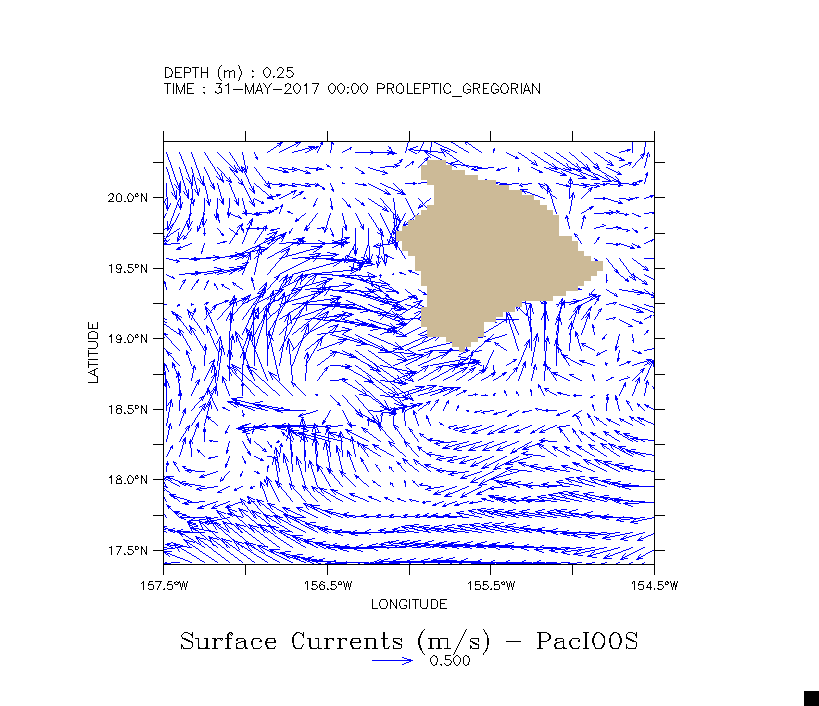 DEPTH (m) : 0.25
TIME : 31-MAY-2017 00:00 PROLEPTIC_GREGORIAN
20.0°N
19.5°N
19.0°N
18.5°N
18.0°N
17.5°N
LATITUDE
157.5°W 156.5°W 155.5°W 154.5°W
LONGITUDE
Surface Currents (m/s) - PacIOOS
0.500